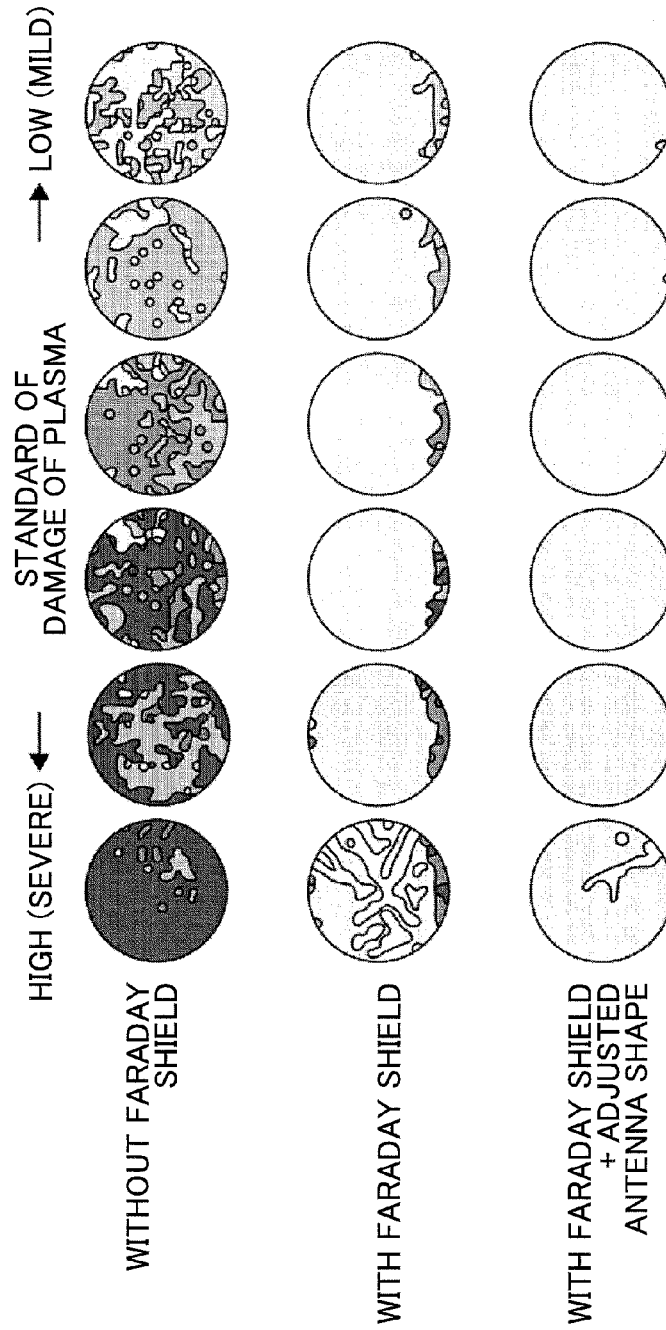 STANDARD OF
DAMAGE OF PLASMA
HIGH (SEVERE)
LOW (MILD)
WITHOUT FARADAY
SHIELD
WITH FARADAY SHIELD
WITH FARADAY SHIELD
+ ADJUSTED
ANTENNA SHAPE